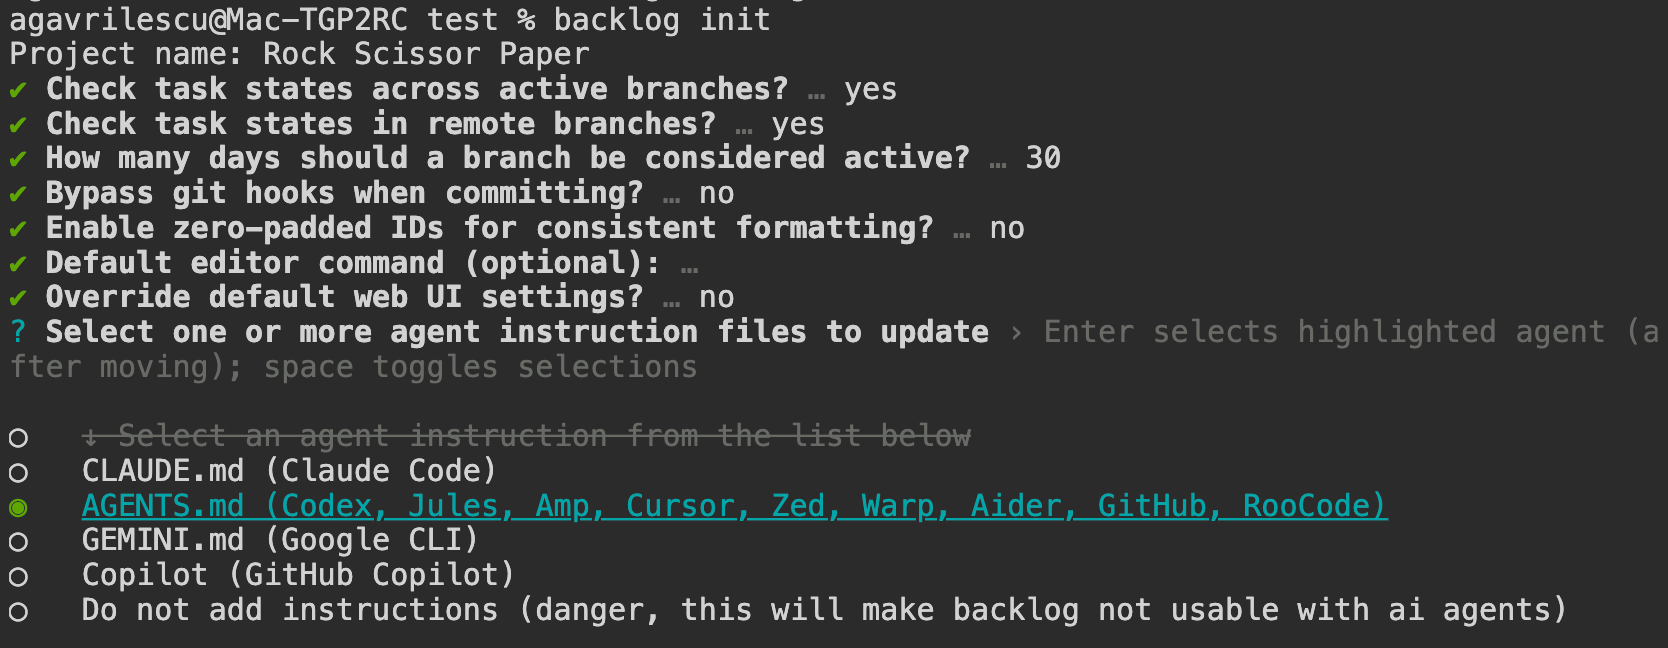 agavrilescu@Mac-TGP2RC test % backlog init
Project name: Rock Scissor Paper
✔ Check task states across active branches? … yes
✔ Check task states in remote branches? … yes
✔ How many days should a branch be considered active? … 30
✔ Bypass git hooks when committing? … no
✔ Enable zero-padded IDs for consistent formatting? … no
✔ Default editor command (optional): …
✔ Override default web UI settings? … no
? Select one or more agent instruction files to update › Enter selects highlighted agent (a
fter moving); space toggles selections
○ ↓ Select an agent instruction from the list below
○ CLAUDE.md (Claude Code)
◉ AGENTS.md (Codex, Jules, Amp, Cursor, Zed, Warp, Aider, GitHub, RooCode)
○ GEMINI.md (Google CLI)
○ Copilot (GitHub Copilot)
○ Do not add instructions (danger, this will make backlog not usable with ai agents)